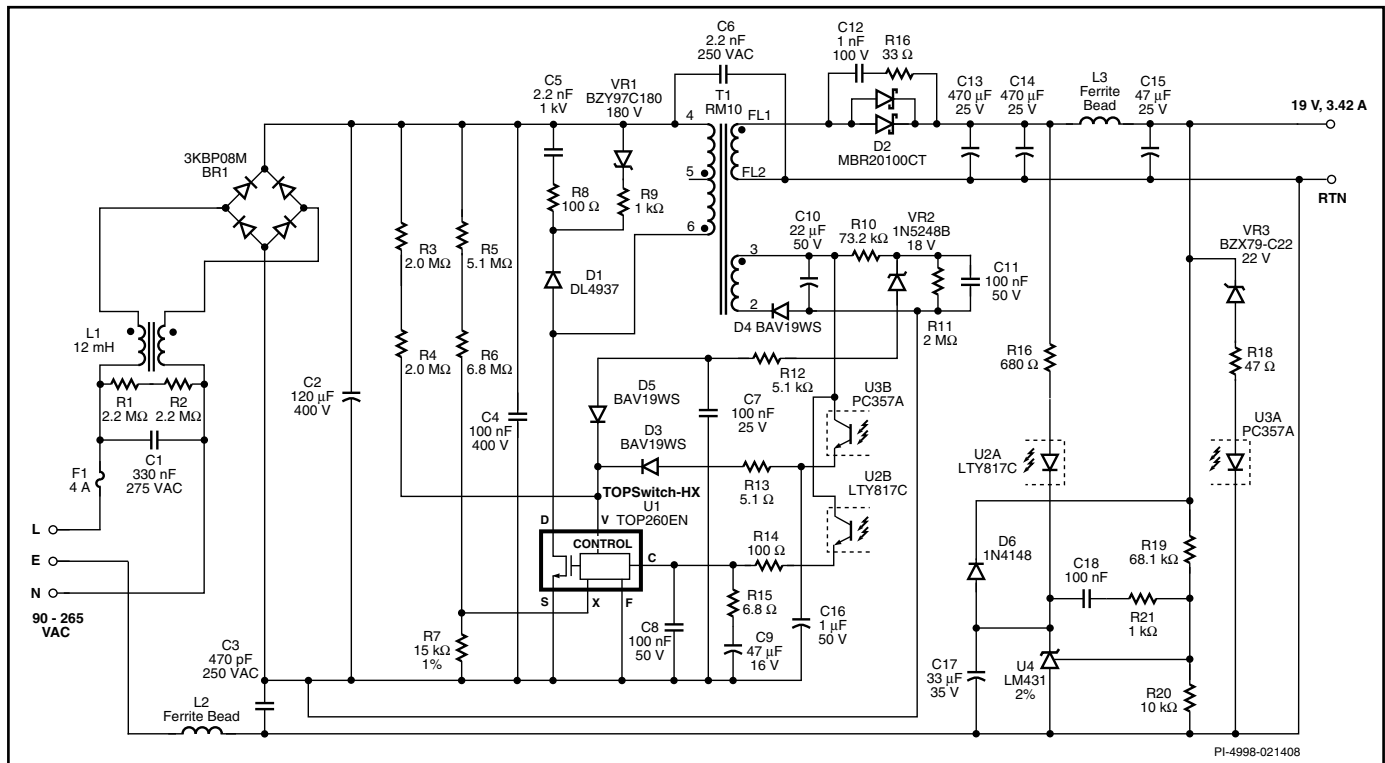 C6
2.2 nF
250 VAC
C12
1 nF
100 V
R16
33 Ω
C5
2.2 nF
1 kV
VR1
BZY97C180
180 V
T1
RM10
4
5
6
FL1
FL2
D2
MBR20100CT
C13
470 µF
25 V
C14
470 µF
25 V
L3
Ferrite
Bead
C15
47 µF
25 V
19 V, 3.42 A
RTN
3KBP08M
BR1
R8
100 Ω
R9
1 kΩ
D1
DL4937
R3
2.0 MΩ
R5
5.1 MΩ
C10
22 µF
50 V
R10
73.2 kΩ
VR2
1N5248B
18 V
3
2
D4 BAV19WS
R11
2 MΩ
C11
100 nF
50 V
VR3
BZX79-C22
22 V
L1
12 mH
R1
2.2 MΩ
R2
2.2 MΩ
C1
330 nF
275 VAC
F1
4 A
C2
120 µF
400 V
R4
2.0 MΩ
R6
6.8 MΩ
C4
100 nF
400 V
D5
BAV19WS
D3
BAV19WS
C7
100 nF
25 V
R12
5.1 kΩ
R13
5.1 Ω
U3B
PC357A
U2B
LTY817C
R16
680 Ω
U2A
LTY817C
R18
47 Ω
U3A
PC357A
TOPSwitch-HX
U1
TOP260EN
D
V
CONTROL
C
S
X
F
R14
100 Ω
R15
6.8 Ω
C8
100 nF
50 V
C9
47 µF
16 V
C16
1 µF
50 V
D6
1N4148
C18
100 nF
R21
1 kΩ
R19
68.1 kΩ
C17
33 µF
35 V
U4
LM431
2%
R20
10 kΩ
L
E
N
90 - 265
VAC
C3
470 pF
250 VAC
R7
15 kΩ
1%
L2
Ferrite Bead
PI-4998-021408